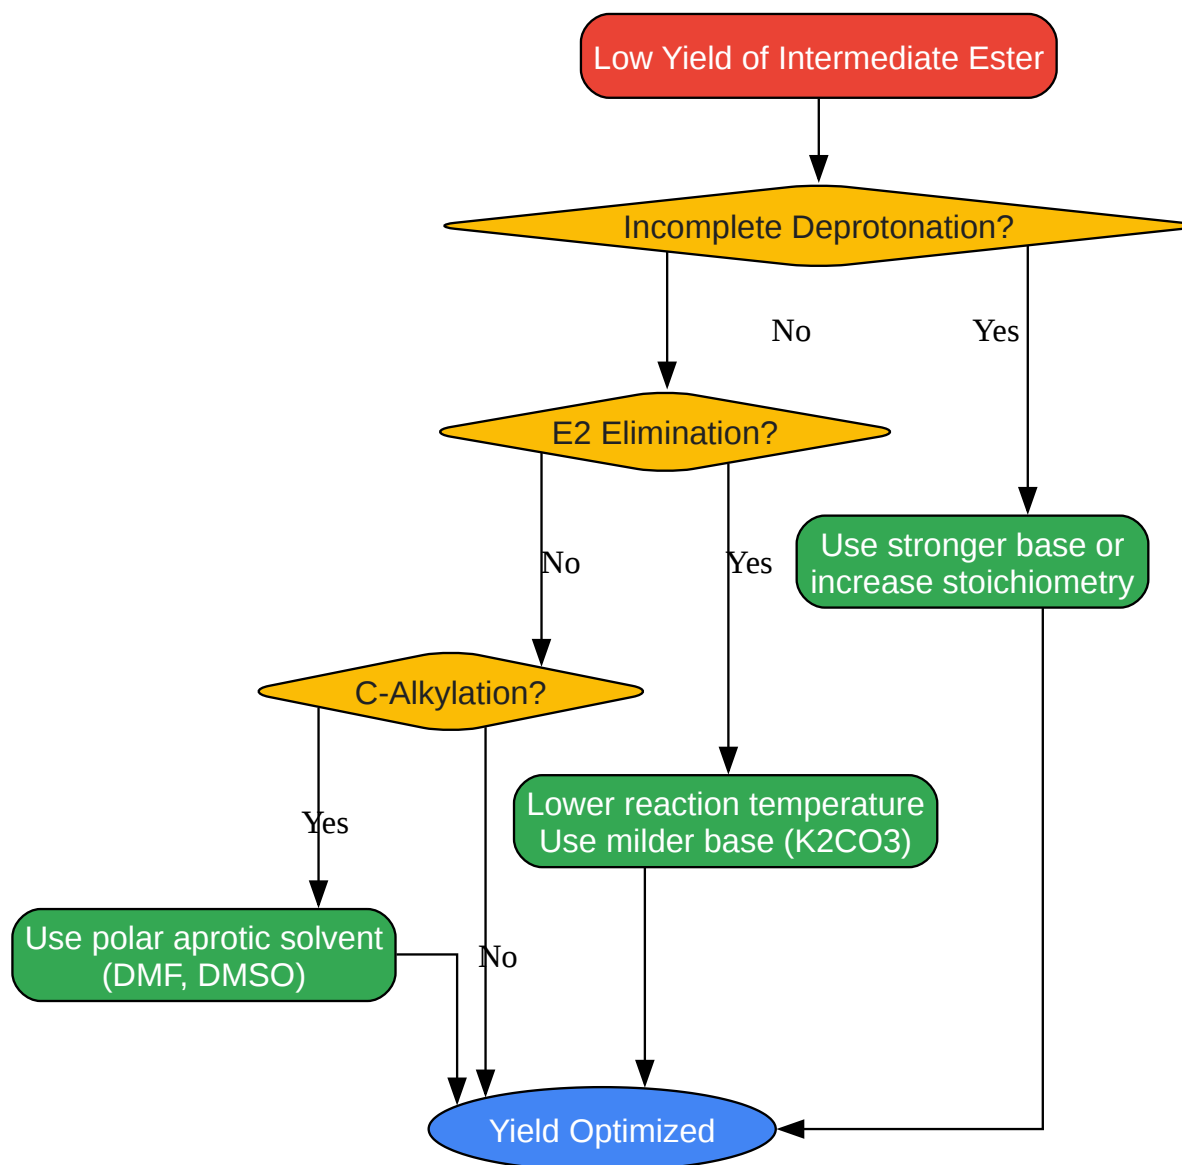 Low Yield of Intermediate Ester
Incomplete Deprotonation?
No
Yes
E2 Elimination?
Use stronger base or
increase stoichiometry
No
Yes
C-Alkylation?
Lower reaction temperature
Use milder base (K2CO3)
Yes
Use polar aprotic solvent
(DMF, DMSO)
No
Yield Optimized